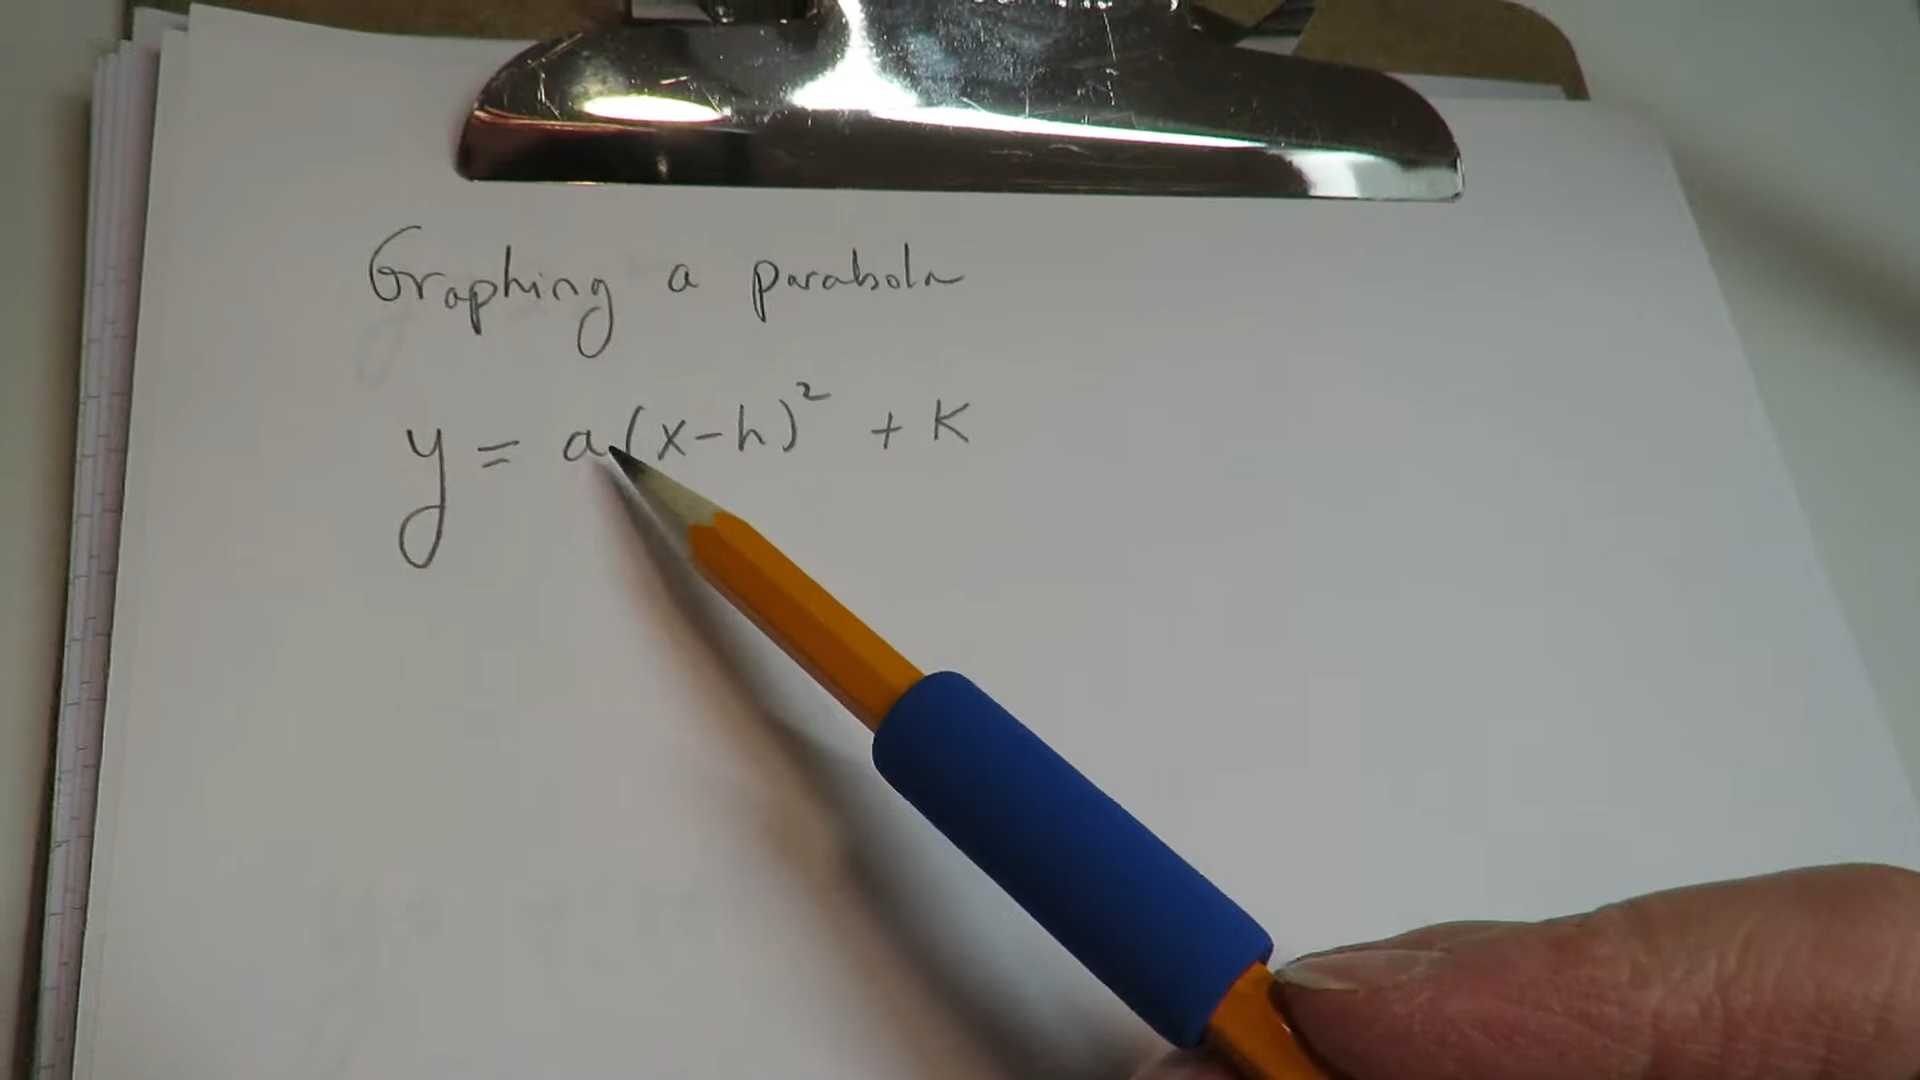 Graphing a parabola
y = a(x-h)² + k